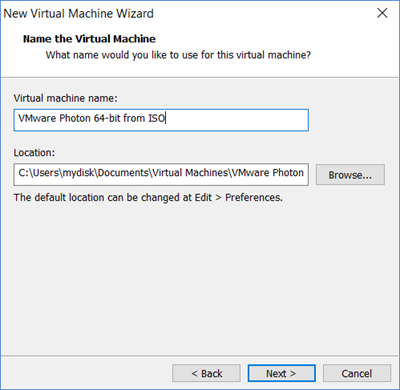 New Virtual Machine Wizard
Name the Virtual Machine
What name would you like to use for this virtual machine?
Virtual machine name:
VMware Photon 64-bit from ISO
Location:
C:\Users\mydisk\Documents\Virtual Machines\VMware Photon
Browse...
The default location can be changed at Edit > Preferences.
< Back
Next >
Cancel